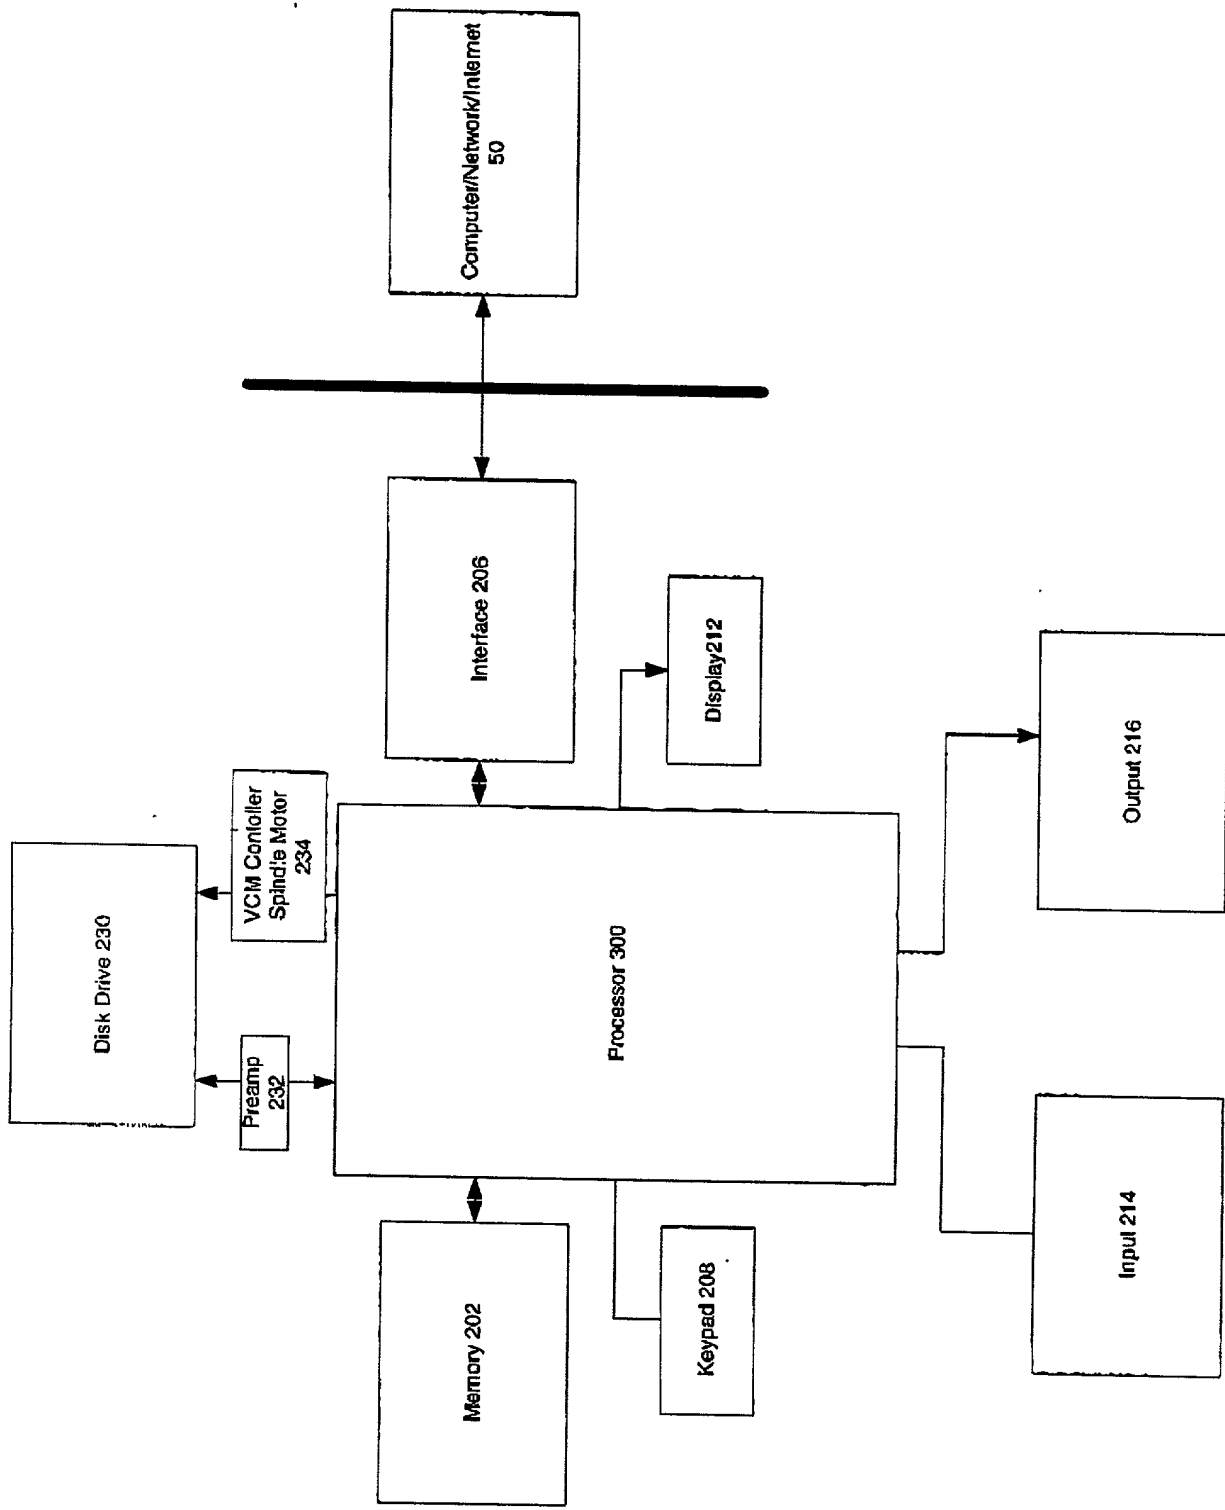 Disk Drive 230
Preamp
232
VCM Contoller
Spindle Motor
234
Memory 202
Processor 300
Interface 206
Computer/Network/Internet
50
Keypad 208
Display212
Input 214
Output 216